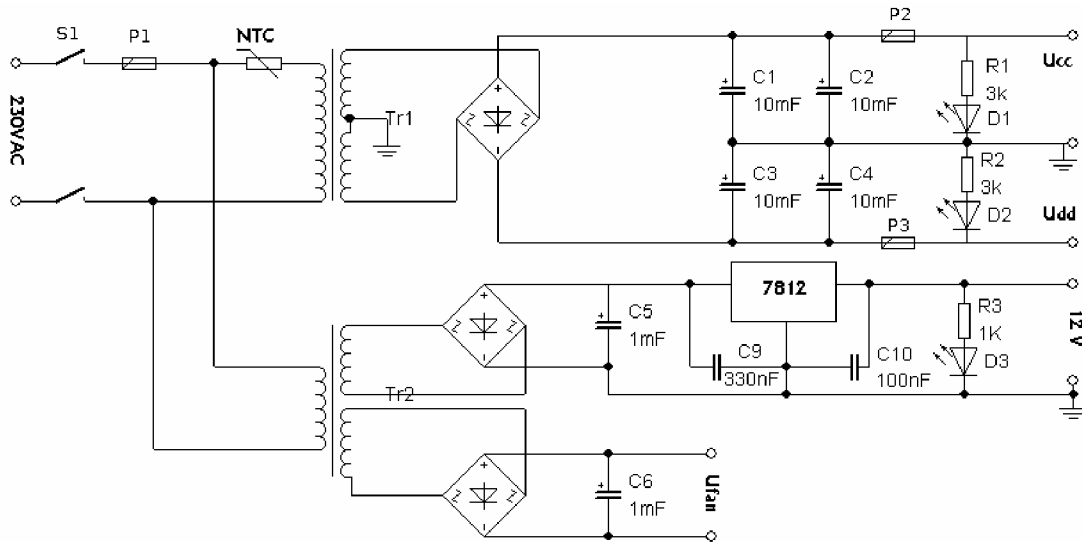 S1
P1
NTC
230VAC
Tr1
P2
Ucc
C1
10mF
C2
10mF
R1
3k
D1
C3
10mF
C4
10mF
R2
3k
D2
Udd
P3
7812
C5
1mF
C9
330nF
C10
100nF
R3
1K
D3
12 V
Tr2
C6
1mF
Ufan